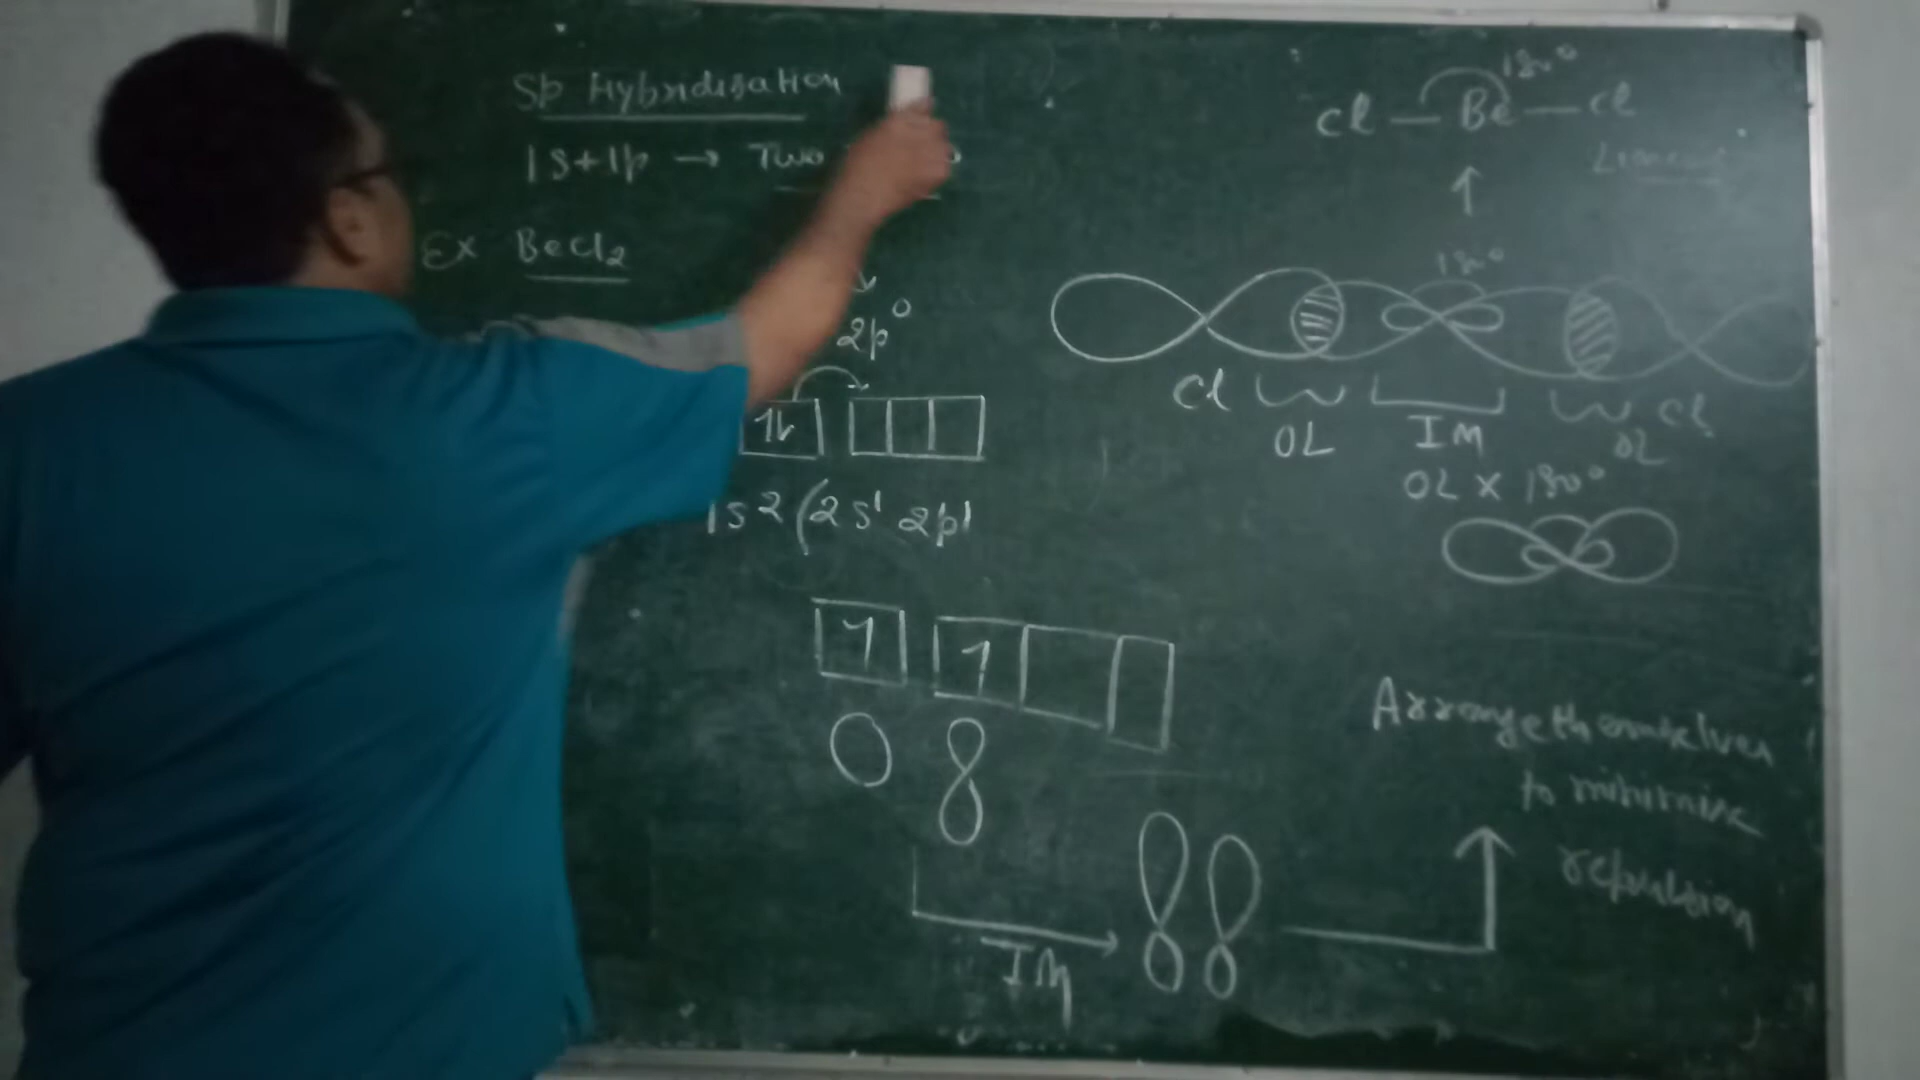 Sp Hybridisation
1s+1p → Two
Ex BeCl2
2p⁰
1s2 (2s¹ 2p¹
IM
180°
Cl — Be — Cl
Linear
↑
180°
Cl
Cl
OL IM OL
OL X 180°
Arrange themselves
to minimise
repulsion